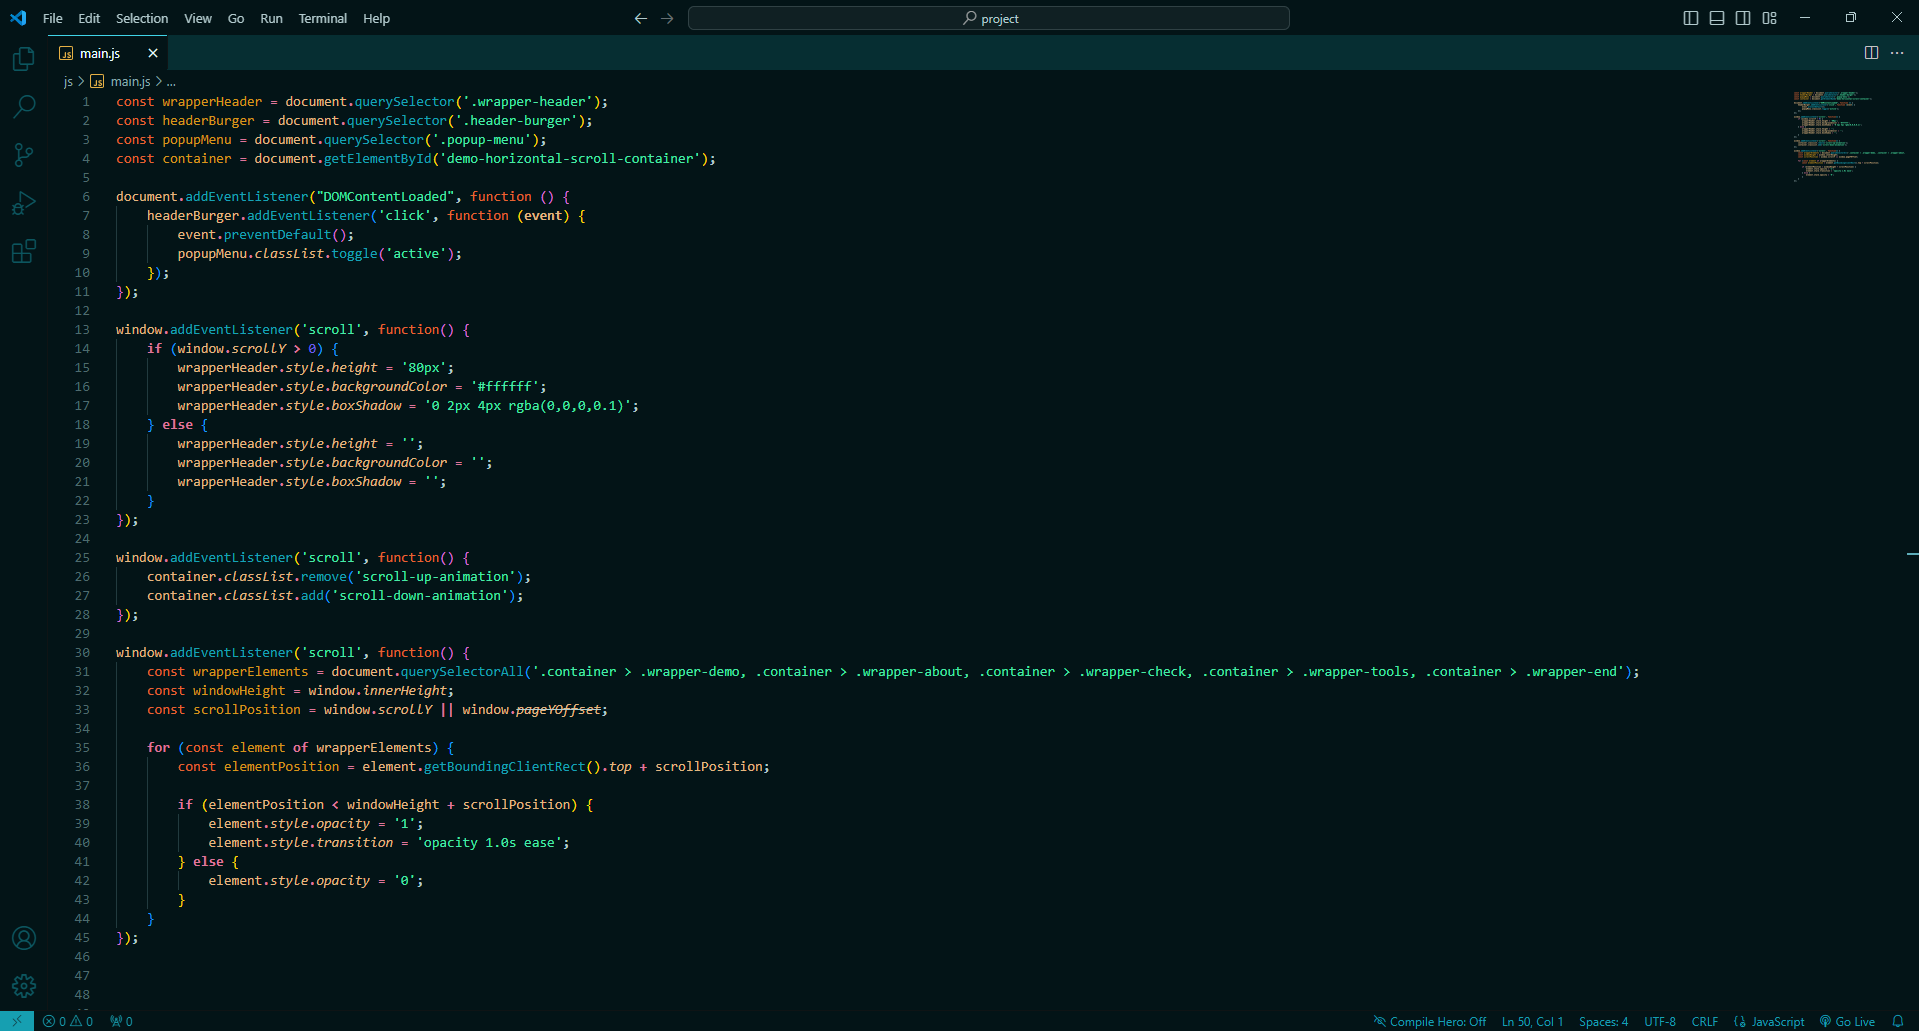 File Edit Selection View Go Run Terminal Help
project
JS main.js
js > JS main.js > ...
1 const wrapperHeader = document.querySelector('.wrapper-header');
2 const headerBurger = document.querySelector('.header-burger');
3 const popupMenu = document.querySelector('.popup-menu');
4 const container = document.getElementById('demo-horizontal-scroll-container');
5
6 document.addEventListener("DOMContentLoaded", function () {
7     headerBurger.addEventListener('click', function (event) {
8         event.preventDefault();
9         popupMenu.classList.toggle('active');
10     });
11 });
12
13 window.addEventListener('scroll', function() {
14     if (window.scrollY > 0) {
15         wrapperHeader.style.height = '80px';
16         wrapperHeader.style.backgroundColor = '#ffffff';
17         wrapperHeader.style.boxShadow = '0 2px 4px rgba(0,0,0,0.1)';
18     } else {
19         wrapperHeader.style.height = '';
20         wrapperHeader.style.backgroundColor = '';
21         wrapperHeader.style.boxShadow = '';
22     }
23 });
24
25 window.addEventListener('scroll', function() {
26     container.classList.remove('scroll-up-animation');
27     container.classList.add('scroll-down-animation');
28 });
29
30 window.addEventListener('scroll', function() {
31     const wrapperElements = document.querySelectorAll('.container > .wrapper-demo, .container > .wrapper-about, .container > .wrapper-check, .container > .wrapper-tools, .container > .wrapper-end');
32     const windowHeight = window.innerHeight;
33     const scrollPosition = window.scrollY || window.pageYOffset;
34
35     for (const element of wrapperElements) {
36         const elementPosition = element.getBoundingClientRect().top + scrollPosition;
37
38         if (elementPosition < windowHeight + scrollPosition) {
39             element.style.opacity = '1';
40             element.style.transition = 'opacity 1.0s ease';
41         } else {
42             element.style.opacity = '0';
43         }
44     }
45 });
46
47
48
0 0 0 Compile Hero: Off Ln 50, Col 1 Spaces: 4 UTF-8 CRLF {} JavaScript Go Live